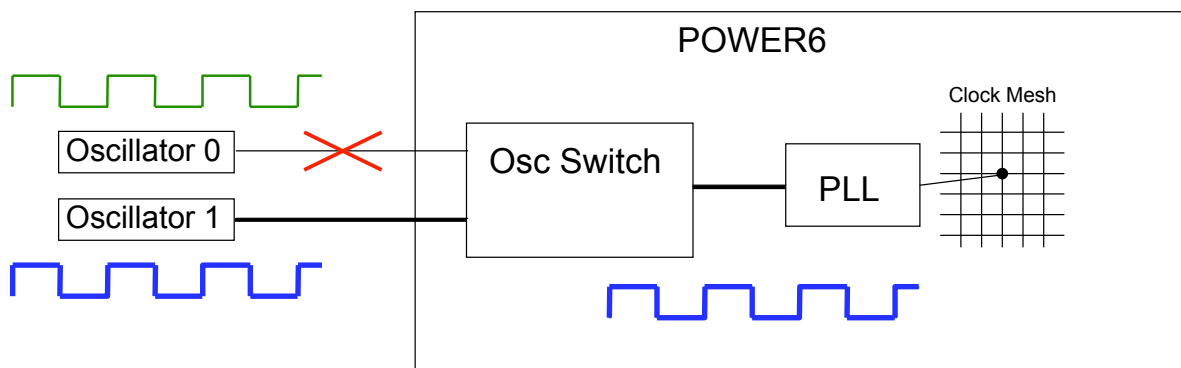 POWER6
Clock Mesh
Oscillator 0
Osc Switch
PLL
Oscillator 1